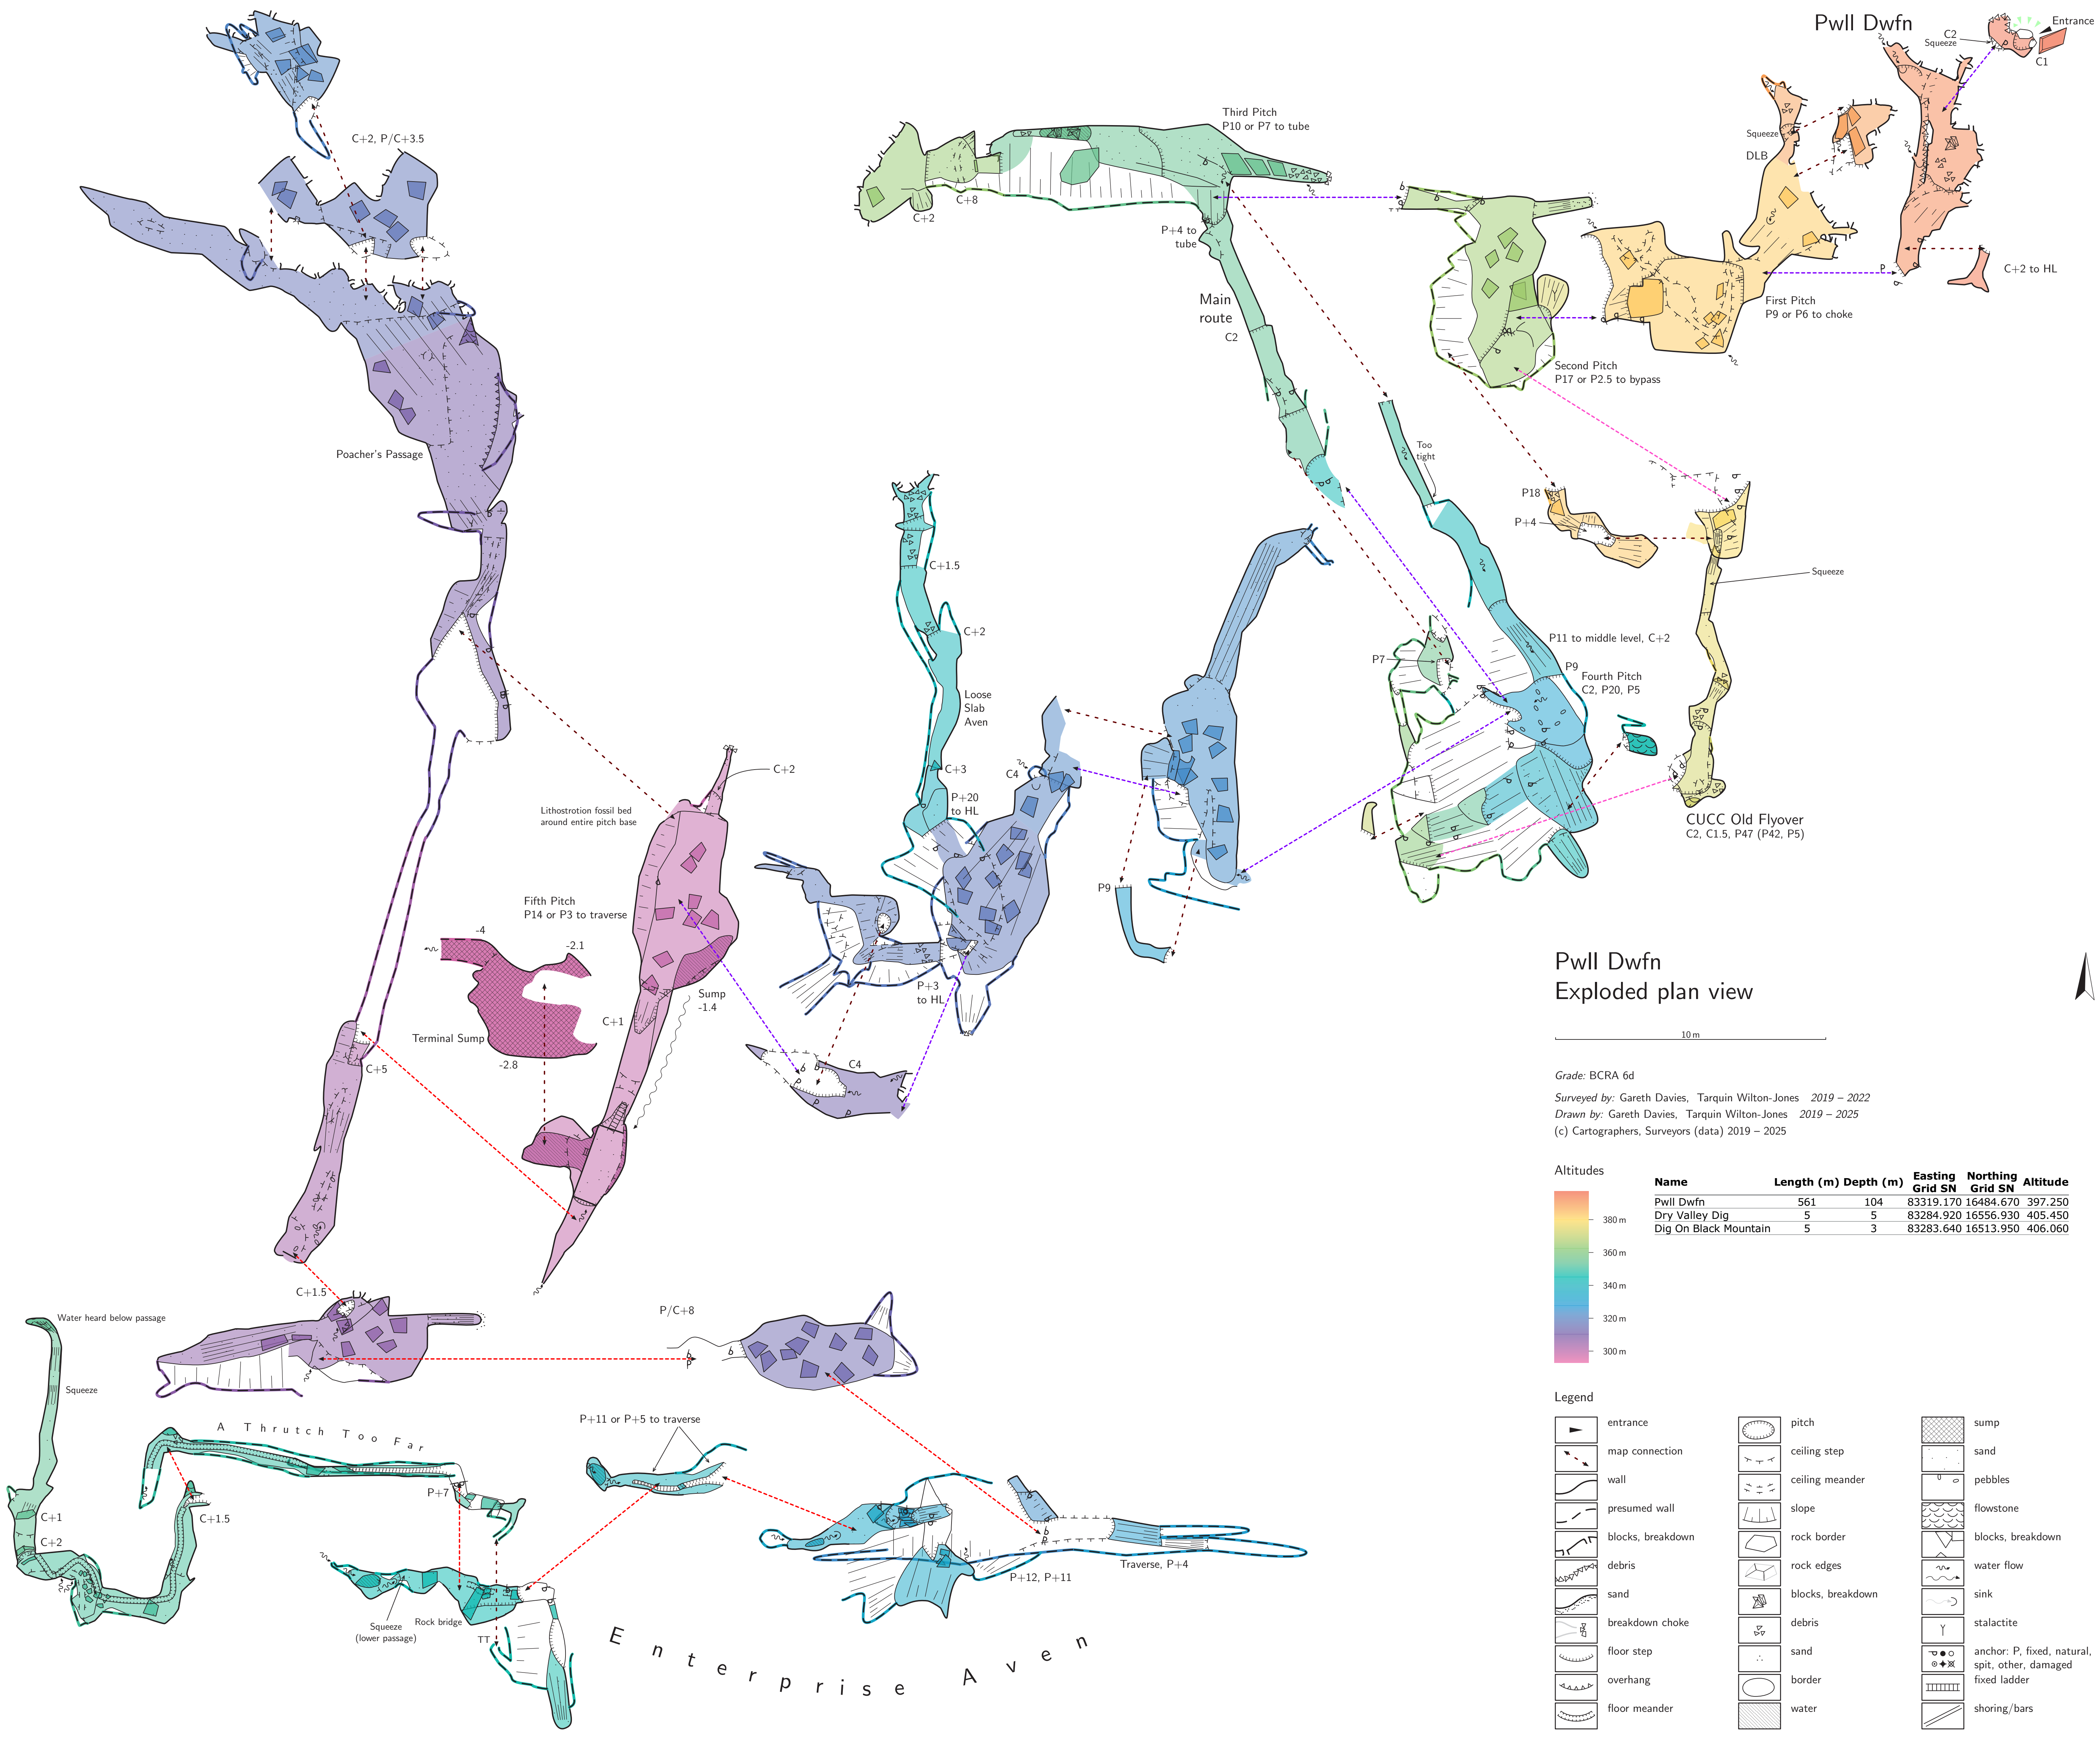 Pwll Dwfn
Entrance
C2
Squeeze
C1
C+2, P/C+3.5
Third Pitch
P10 or P7 to tube
Squeeze
DLB
C+2
C+8
P+4 to
tube
C+2 to HL
Main
route
First Pitch
P9 or P6 to choke
C2
Second Pitch
P17 or P2.5 to bypass
Poacher's Passage
Too
tight
P18
P+4
C+1.5
Squeeze
C+2
P11 to middle level, C+2
P7
P9
Fourth Pitch
C2, P20, P5
Loose
Slab
Aven
C+2
C+3
C4
P+20
to HL
Lithostrotion fossil bed
around entire pitch base
CUCC Old Flyover
C2, C1.5, P47 (P42, P5)
P9
Fifth Pitch
P14 or P3 to traverse
-4
-2.1
P+3
to HL
Sump
-1.4
C+1
Terminal Sump
-2.8
C+5
C4
Pwll Dwfn
Exploded plan view
10 m
Grade: BCRA 6d
Surveyed by: Gareth Davies, Tarquin Wilton-Jones 2019 – 2022
Drawn by: Gareth Davies, Tarquin Wilton-Jones 2019 – 2025
(c) Cartographers, Surveyors (data) 2019 – 2025
Altitudes
380 m
360 m
340 m
320 m
300 m
Name Length (m) Depth (m) Easting Grid SN Northing Grid SN Altitude
Pwll Dwfn 561 104 83319.170 16484.670 397.250
Dry Valley Dig 5 5 83284.920 16556.930 405.450
Dig On Black Mountain 5 3 83283.640 16513.950 406.060
C+1.5
Water heard below passage
P/C+8
Squeeze
A Thrutch Too Far
P+11 or P+5 to traverse
P+7
C+1
C+1.5
C+2
Traverse, P+4
P+12, P+11
Squeeze
(lower passage)
Rock bridge
TT
Enterprise Aven
Legend
entrance
map connection
wall
presumed wall
blocks, breakdown
debris
sand
breakdown choke
floor step
overhang
floor meander
pitch
ceiling step
ceiling meander
slope
rock border
rock edges
blocks, breakdown
debris
sand
border
water
sump
sand
pebbles
flowstone
blocks, breakdown
water flow
sink
stalactite
anchor: P, fixed, natural,
spit, other, damaged
fixed ladder
shoring/bars